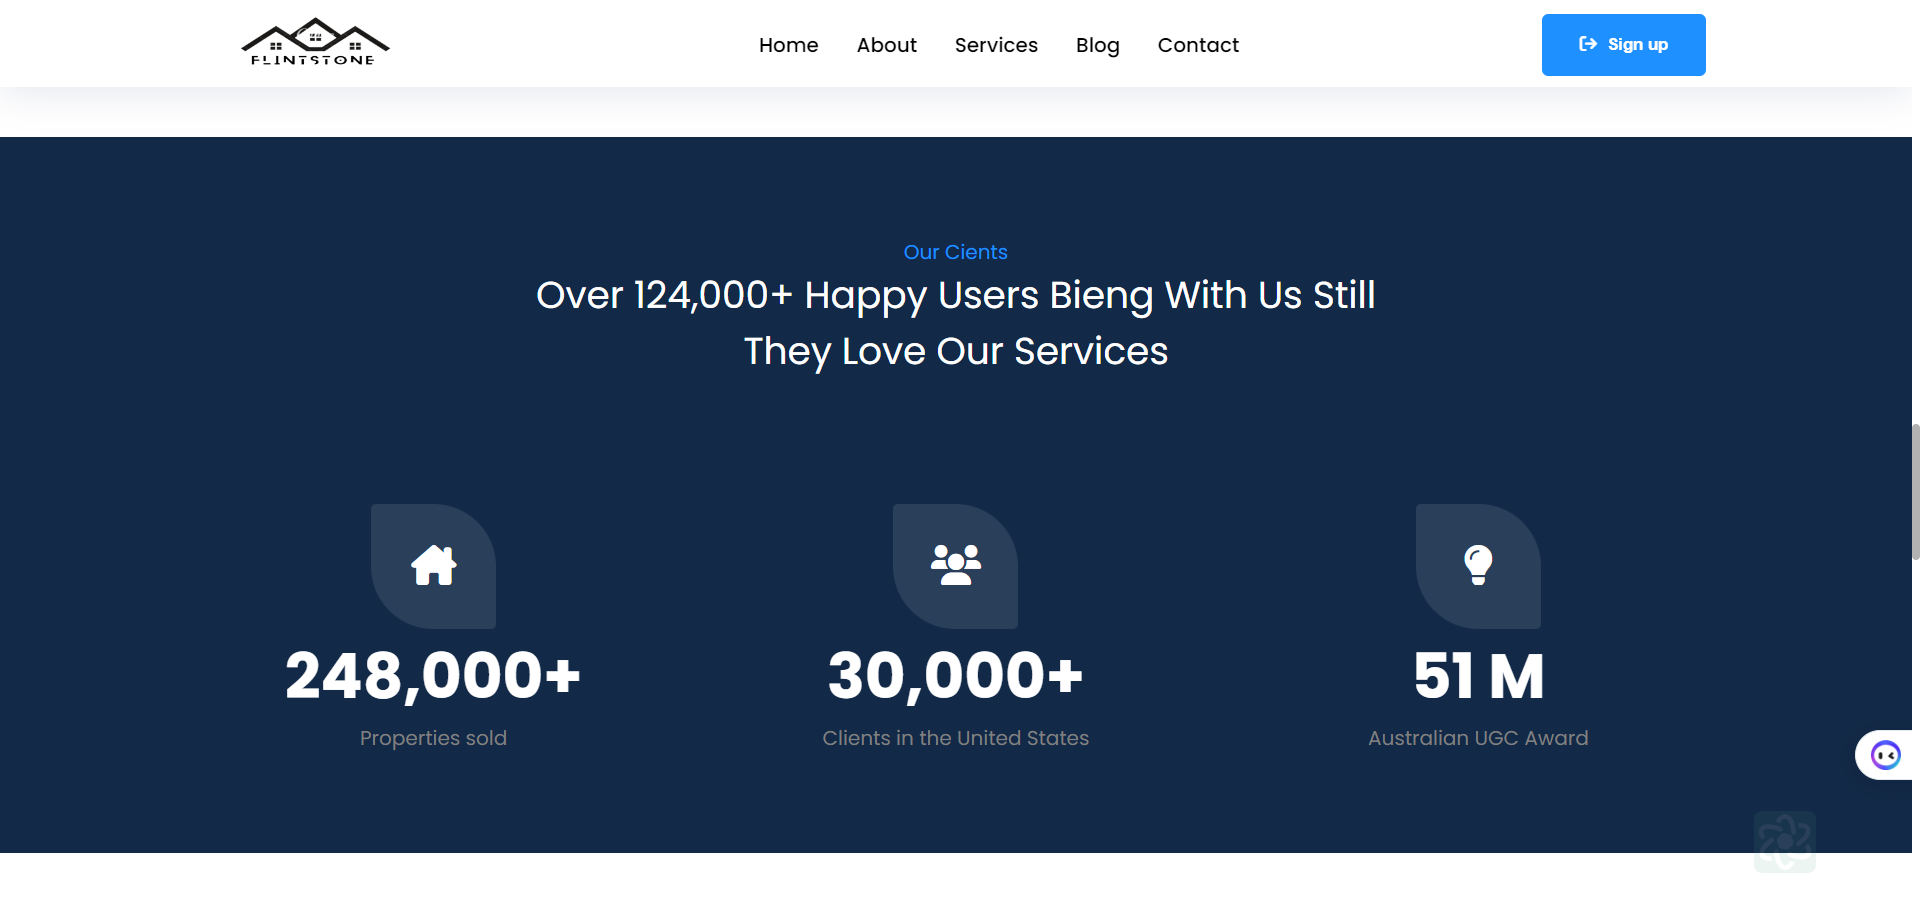 FLINTSTONE
Home About Services Blog Contact
Sign up
Our Cients
Over 124,000+ Happy Users Bieng With Us Still
They Love Our Services
248,000+
Properties sold
30,000+
Clients in the United States
51 M
Australian UGC Award